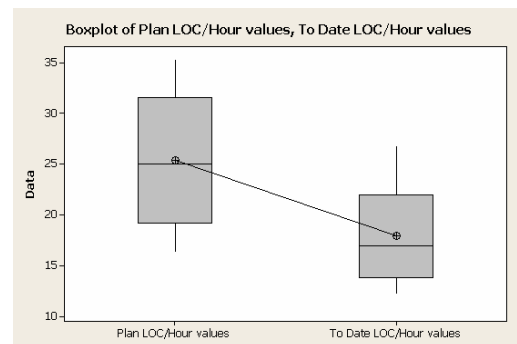 Boxplot of Plan LOC/Hour values, To Date LOC/Hour values
35
30
25
20
15
10
Data
Plan LOC/Hour values
To Date LOC/Hour values